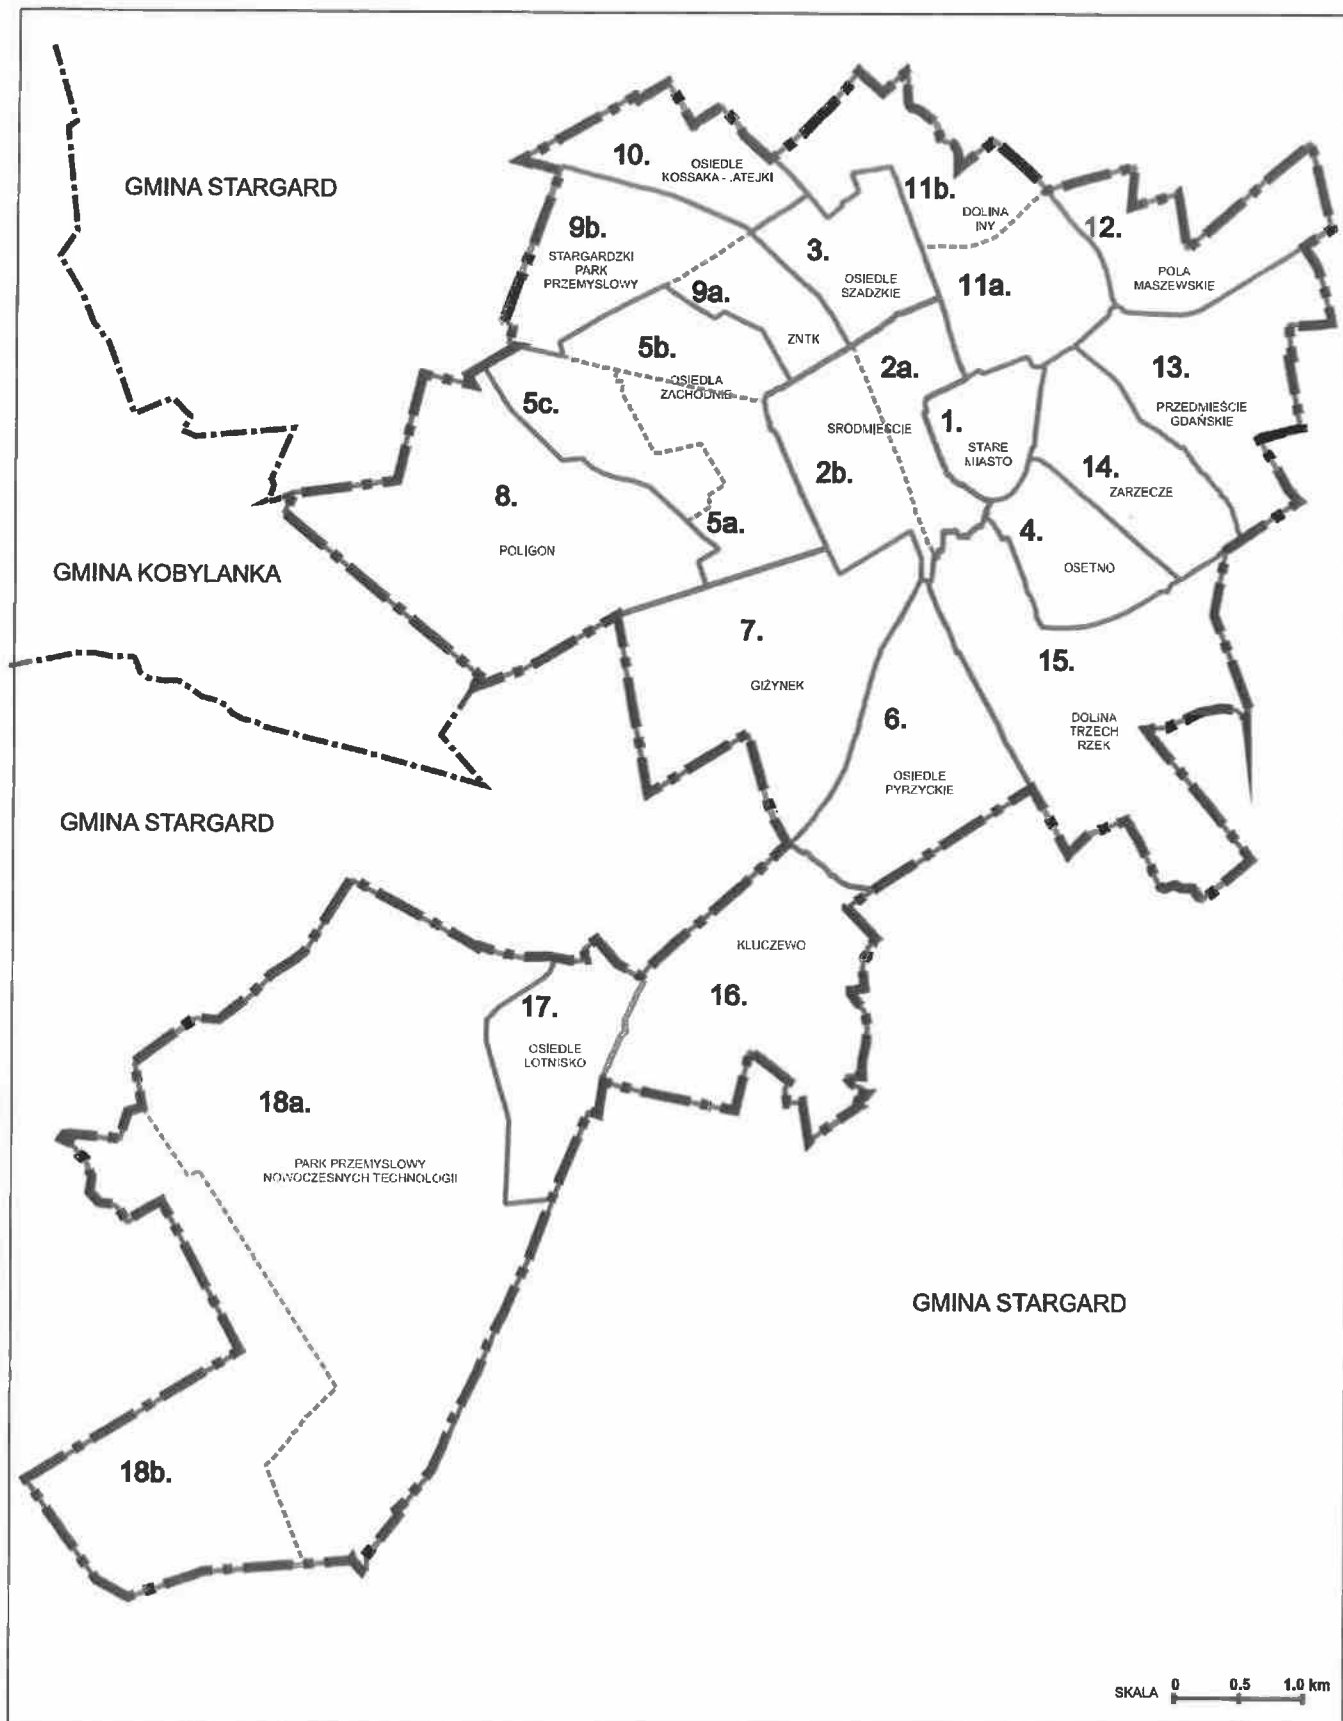 10.
OSIEDLE
KOSSAKA - LATEJKI
GMINA STARGARD
11b.
DOLINA
INY
12.
9b.
STARGARDZKI
PARK
PRZEMYSLOWY
3.
OSIEDLE
SZADZKIE
POLA
MASZEWSKIE
9a.
11a.
ZNTK
5b.
OSIEDLA
ZACHODNIE
2a.
13.
PRZEDMIEŚCIE
GDAŃSKIE
5c.
1.
STARE
MIASTO
SRODMIEŚCIE
2b.
14.
ZARZECZE
8.
POLIGON
5a.
4.
OSETNO
GMINA KOBYLANKA
7.
GIŻYNEK
15.
DOLINA
TRZECH
RZEK
6.
OSIEDLE
PYRZYCKIE
GMINA STARGARD
KLUCZEWO
16.
17.
OSIEDLE
LOTNISKO
18a.
PARK PRZEMYSLOWY
NOWOCZESNYCH TECHNOLOGII
GMINA STARGARD
18b.
SKALA 0 0.5 1.0 km